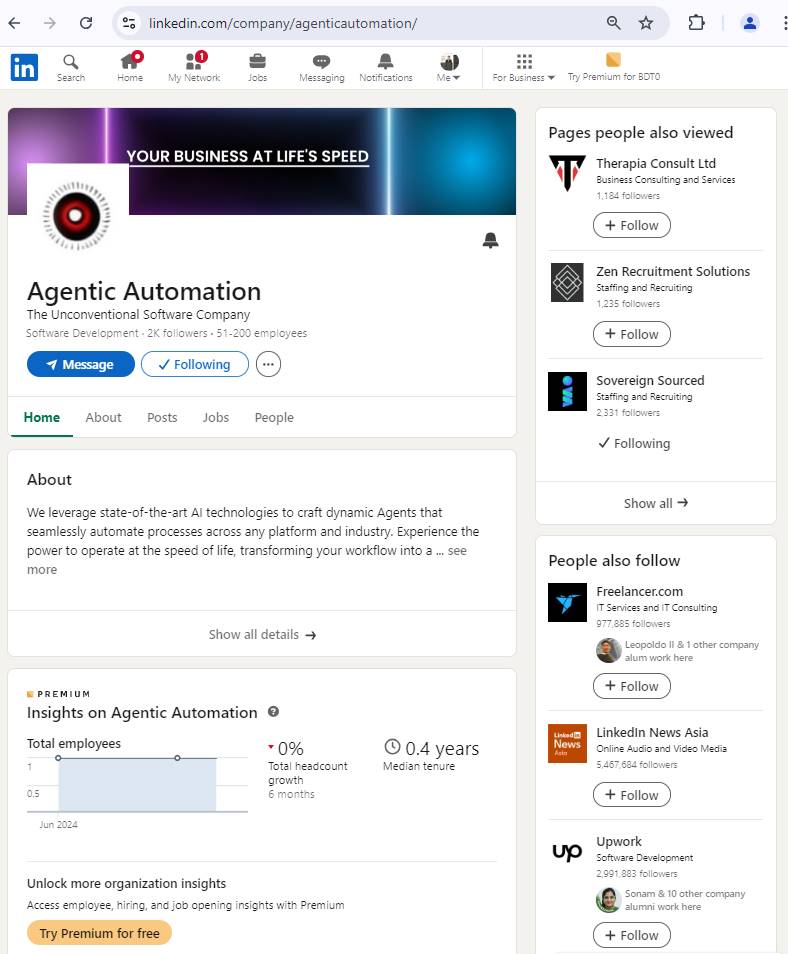 linkedin.com/company/agenticautomation/
in
Search
Home
1
My Network
Jobs
Messaging
Notifications
Me
For Business
Try Premium for BDT0
YOUR BUSINESS AT LIFE'S SPEED
Agentic Automation
The Unconventional Software Company
Software Development · 2K followers · 51-200 employees
Message
Following
Home
About
Posts
Jobs
People
About
We leverage state-of-the-art AI technologies to craft dynamic Agents that
seamlessly automate processes across any platform and industry. Experience the
power to operate at the speed of life, transforming your workflow into a ... see
more
Show all details →
PREMIUM
Insights on Agentic Automation
Total employees
1
0.5
Jun 2024
0%
Total headcount
growth
6 months
0.4 years
Median tenure
Unlock more organization insights
Access employee, hiring, and job opening insights with Premium
Try Premium for free
Pages people also viewed
Therapia Consult Ltd
Business Consulting and Services
1,184 followers
+ Follow
Zen Recruitment Solutions
Staffing and Recruiting
1,235 followers
+ Follow
Sovereign Sourced
Staffing and Recruiting
2,331 followers
Following
Show all →
People also follow
Freelancer.com
IT Services and IT Consulting
977,885 followers
Leopoldo II & 1 other company
alum work here
+ Follow
Linked in
News
Asia
LinkedIn News Asia
Online Audio and Video Media
5,467,684 followers
+ Follow
up
Upwork
Software Development
2,991,883 followers
Sonam & 10 other company
alumni work here
+ Follow